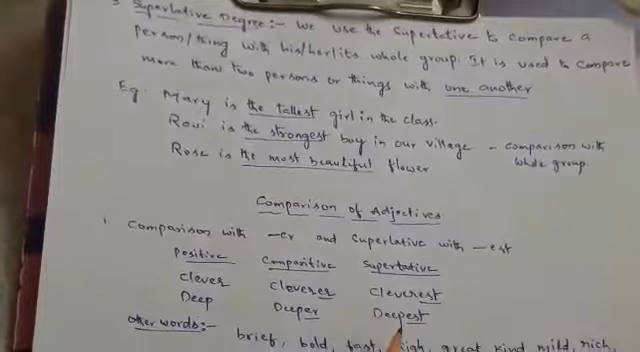 3 Superlative Degree:- We use the superlative to compare a
person/thing with his/her/its whole group. It is used to compare
more than two persons or things with one another
Eg. Mary is the tallest girl in the class.
Ravi is the strongest boy in our village - comparison with
Rose is the most beautiful flower whole group.
Comparison of Adjectives
1. Comparison with -er and superlative with -est
Positive Comparitive Superlative
Clever Cleverer Cleverest
Deep Deeper Deepest
Other words:- brief, bold, fast, high, great kind mild, rich,